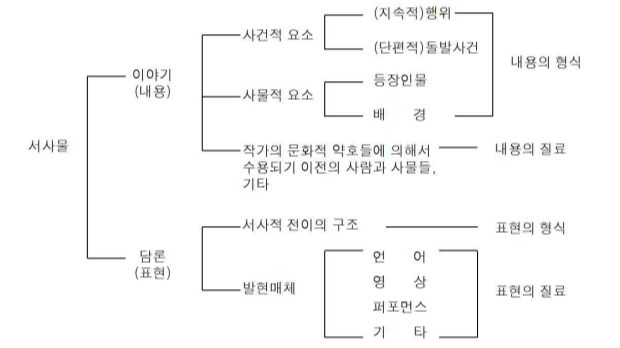 (지속적)행위
사건적 요소
(단편적)돌발사건
내용의 형식
이야기
(내용)
등장인물
사물적 요소
배 경
서사물
작가의 문화적 약호들에 의해서
수용되기 이전의 사람과 사물들,
기타
내용의 질료
서사적 전이의 구조
표현의 형식
담론
(표현)
언 어
영 상
발현매체
표현의 질료
퍼포먼스
기 타